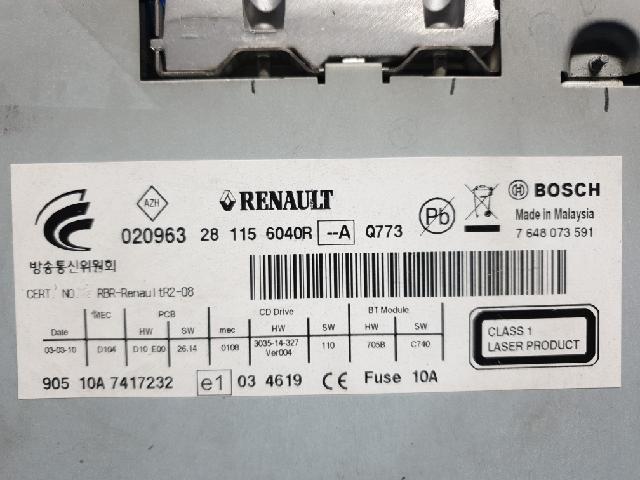 AZH
RENAULT
020963 28 115 6040R --A Q773
Pb
BOSCH
Made in Malaysia
7 648 073 591
방송통신위원회
CERT. NO. RBR-RenaultR2-08
MEC PCB CD Drive BT Module
Date HW SW mec HW SW HW SW
03-03-10 D104 D10 E00 26.14 0108 3035-14-327 Ver004 110 705B C740
CLASS 1
LASER PRODUCT
905 10A 7417232 e1 03 4619 CE Fuse 10A